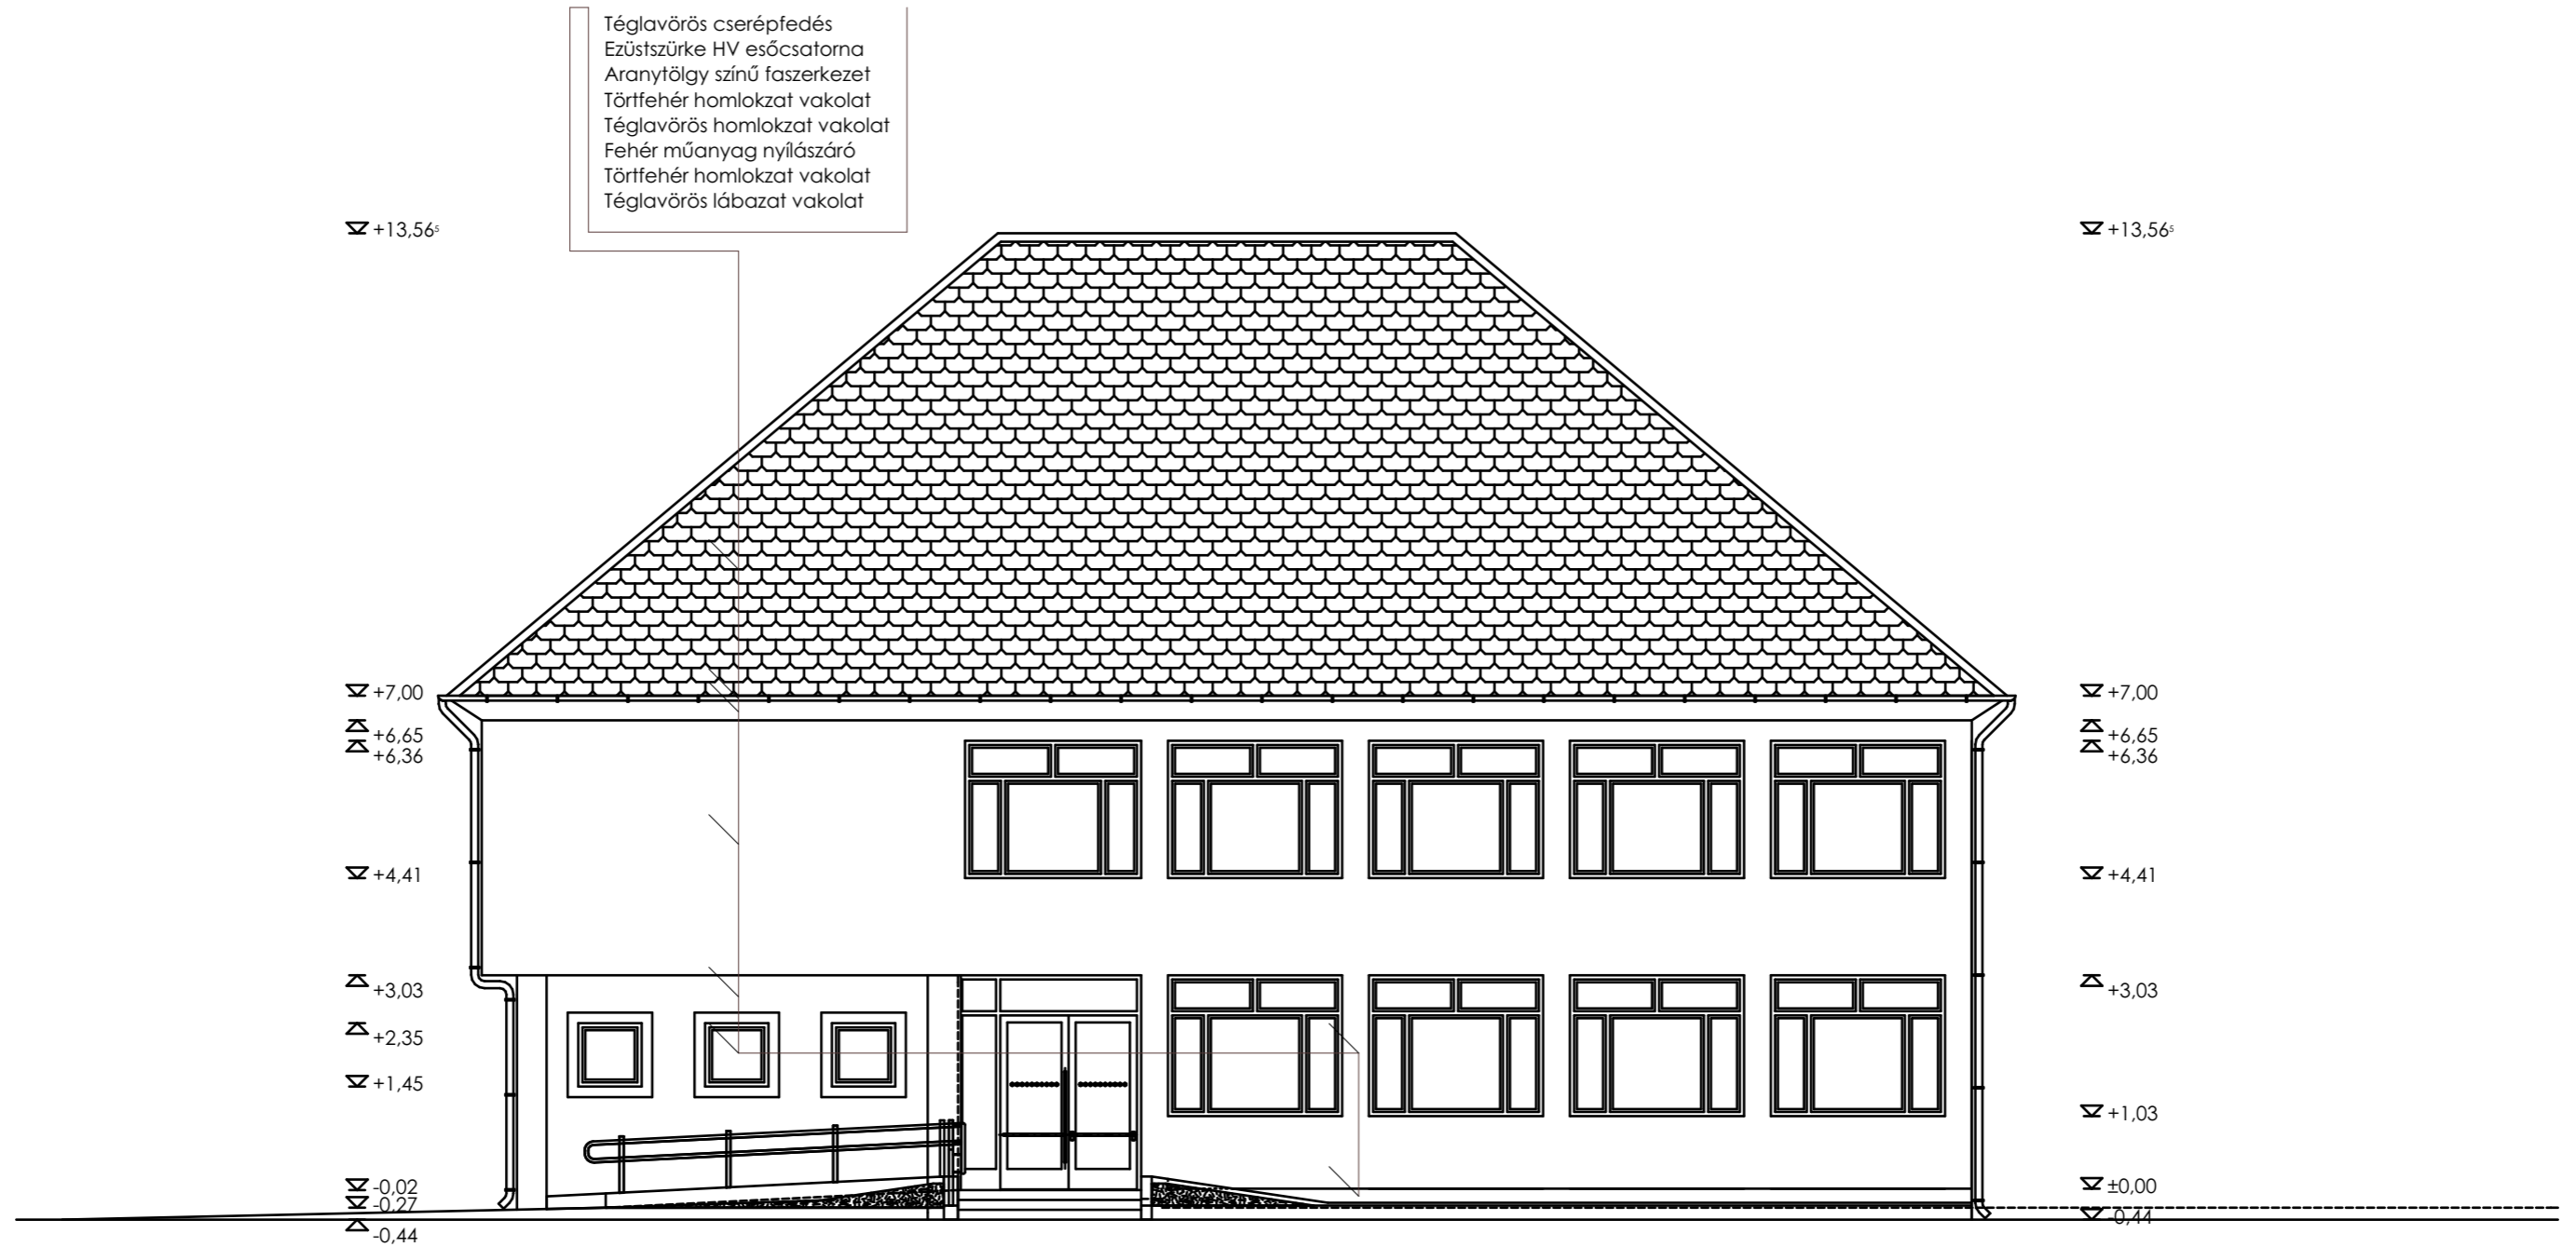 Téglavörös cserépfedés
Ezüstszürke HV esőcsatorna
Aranytölgy színű faszerkezet
Törtfehér homlokzat vakolat
Téglavörös homlokzat vakolat
Fehér műanyag nyílászáró
Törtfehér homlokzat vakolat
Téglavörös lábazat vakolat
+13,56⁵
+7,00
+6,65
+6,36
+4,41
+3,03
+2,35
+1,45
-0,02
-0,27
-0,44
+13,56⁵
+7,00
+6,65
+6,36
+4,41
+3,03
+1,03
±0,00
-0,44